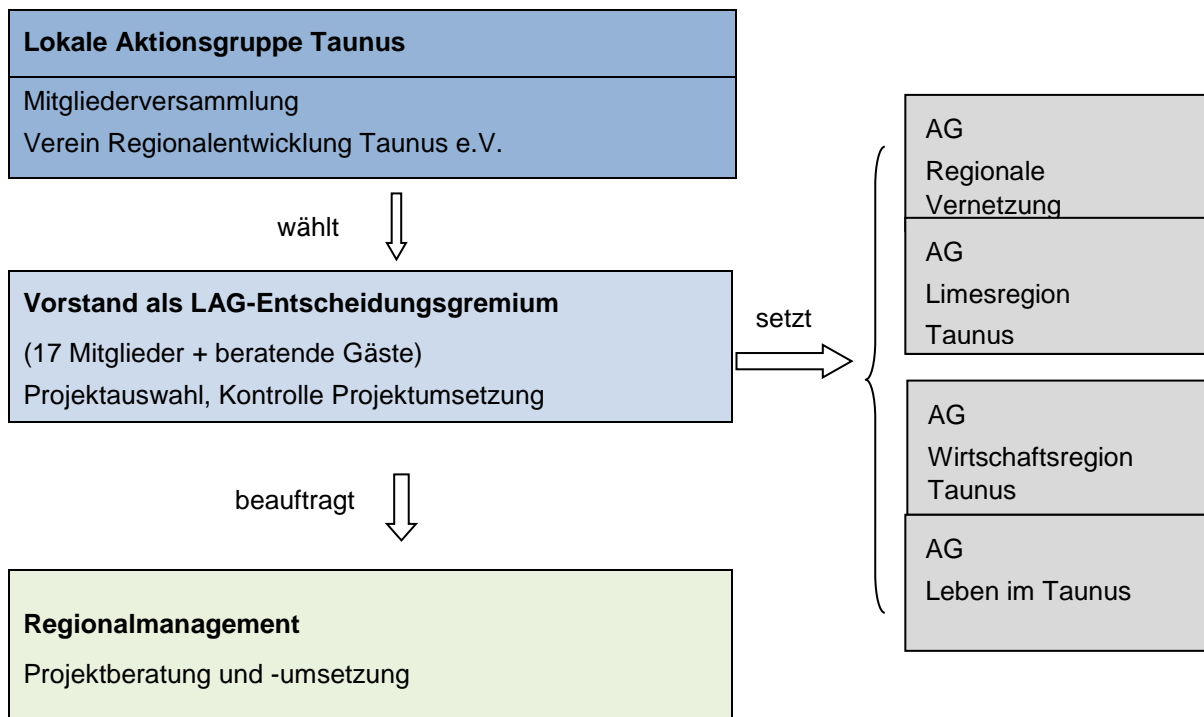 Lokale Aktionsgruppe Taunus
Mitgliederversammlung
Verein Regionalentwicklung Taunus e.V.
wählt
Vorstand als LAG-Entscheidungsgremium
(17 Mitglieder + beratende Gäste)
Projektauswahl, Kontrolle Projektumsetzung
setzt
beauftragt
Regionalmanagement
Projektberatung und -umsetzung
AG
Regionale
Vernetzung
AG
Limesregion
Taunus
AG
Wirtschaftsregion
Taunus
AG
Leben im Taunus